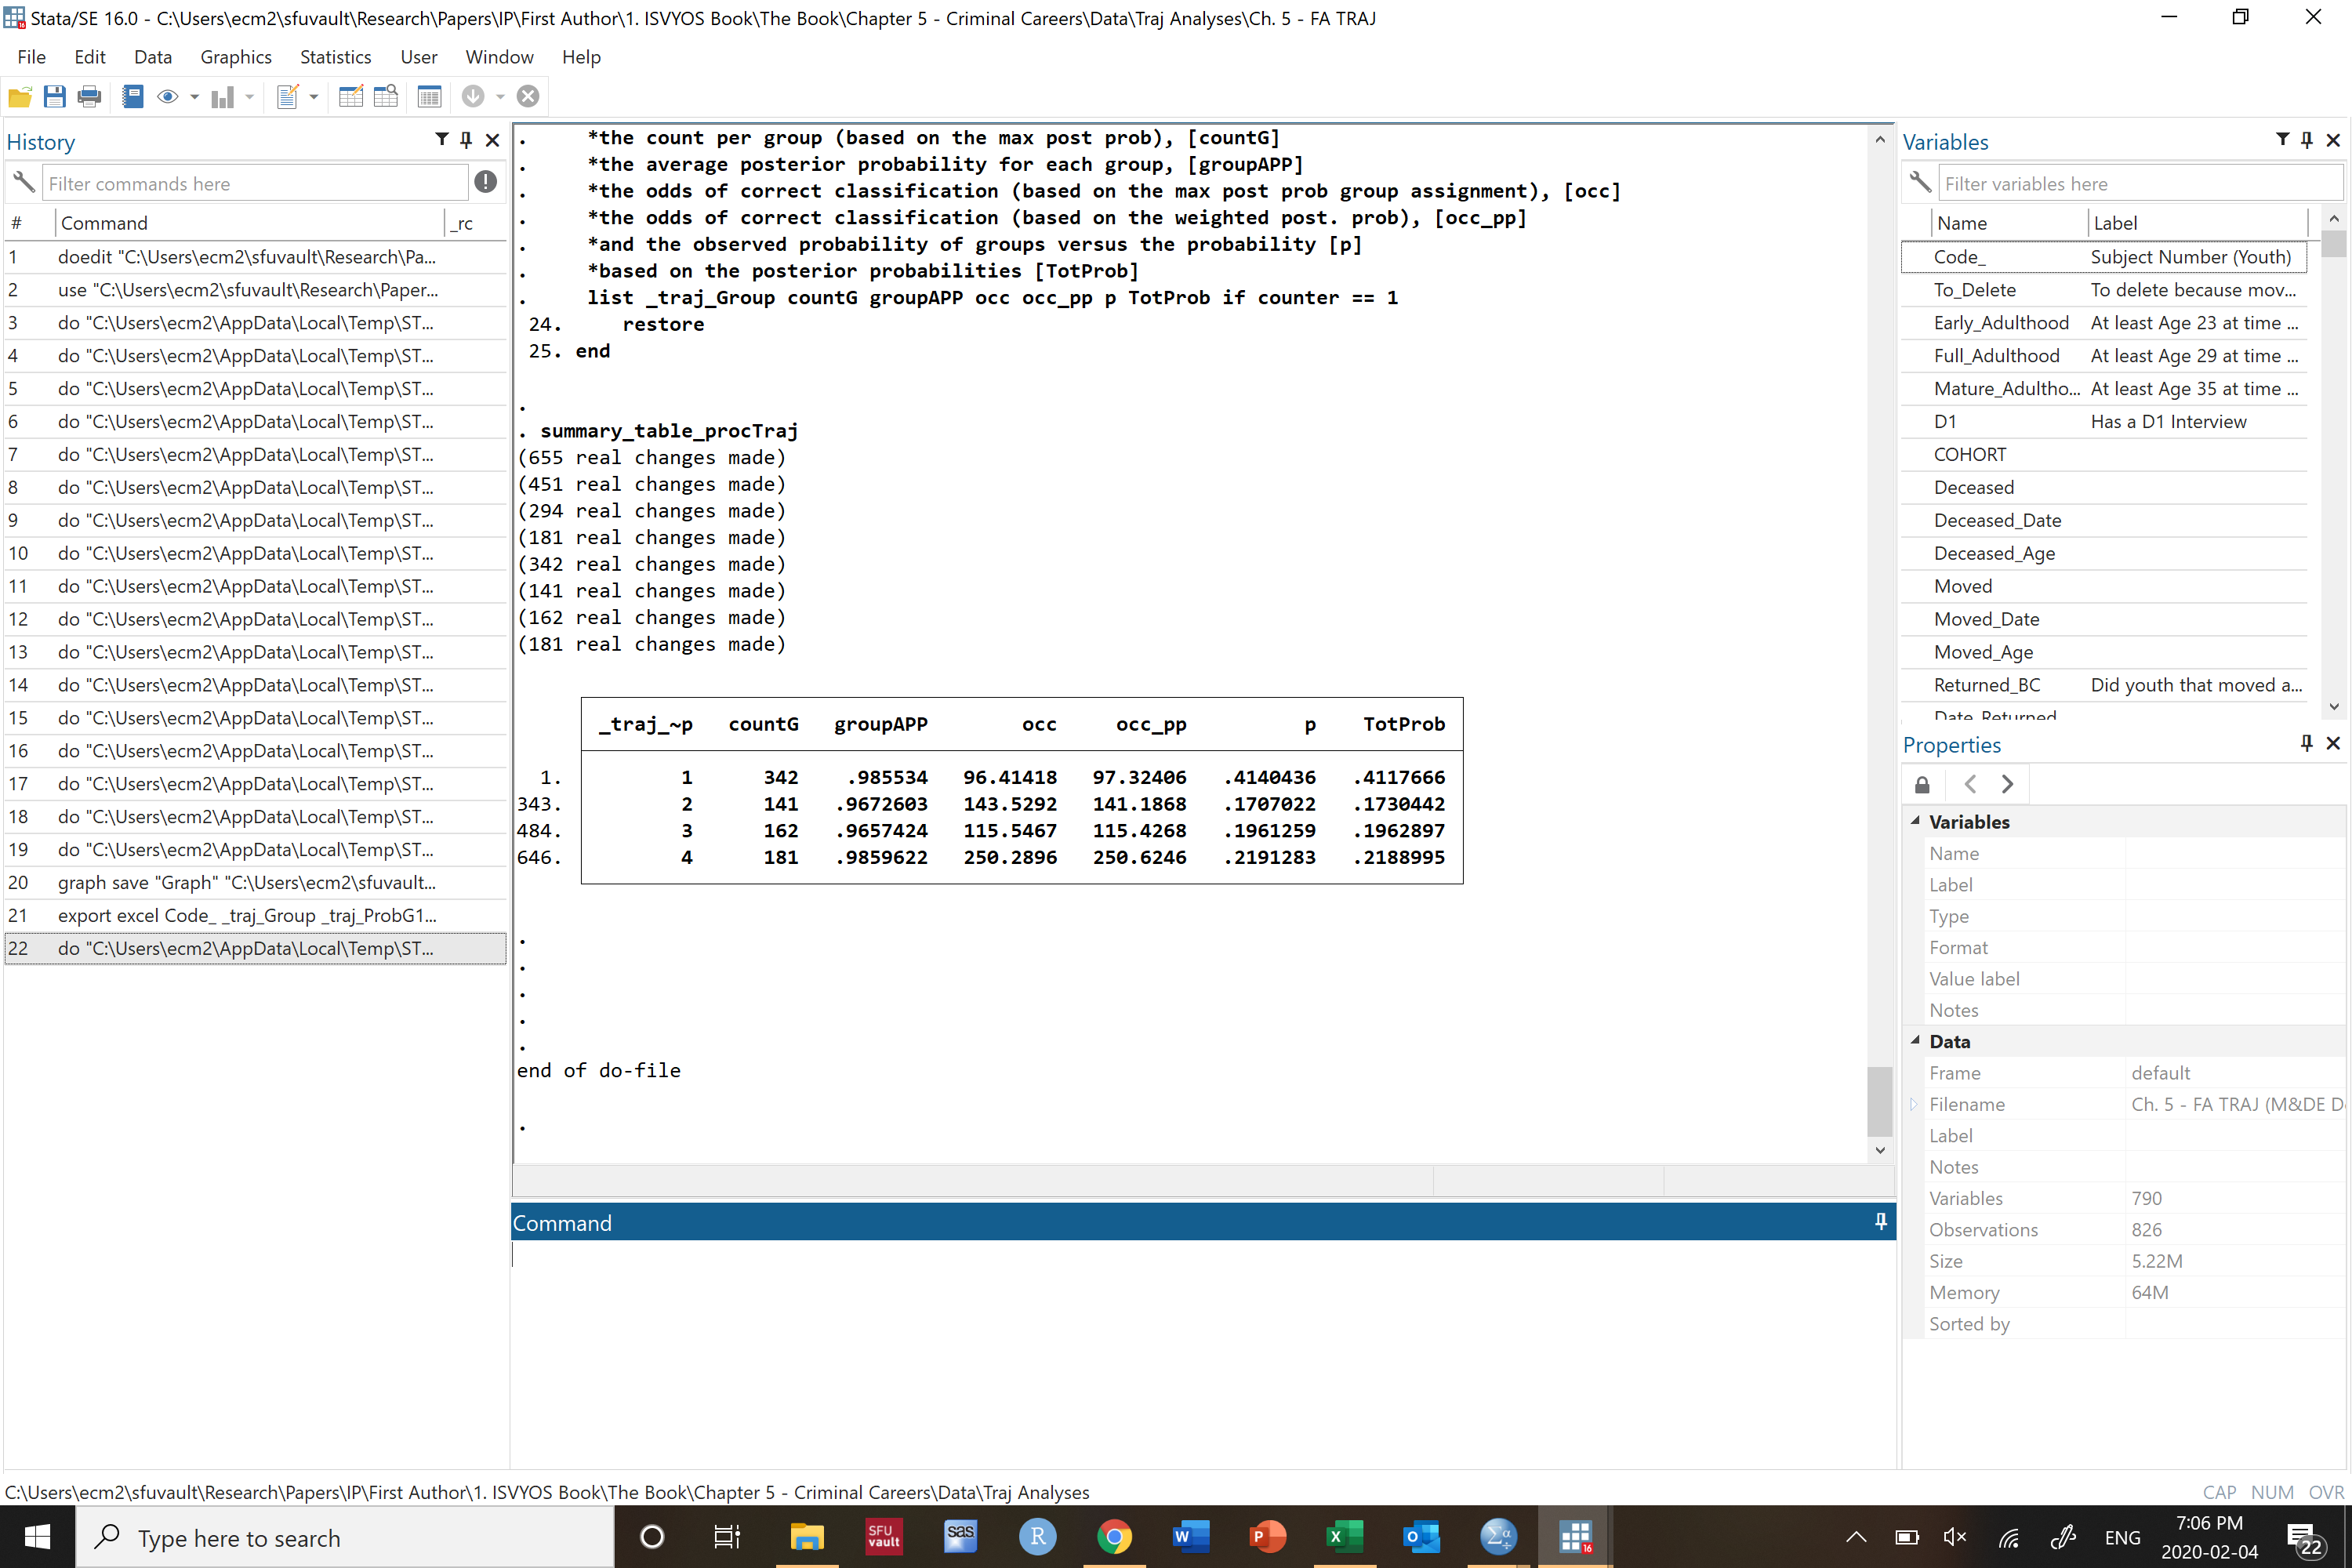 Stata/SE 16.0 - C:\Users\ecm2\sfuvault\Research\Papers\IP\First Author\1. ISVYOS Book\The Book\Chapter 5 - Criminal Careers\Data\Traj Analyses\Ch. 5 - FA TRAJ
File Edit Data Graphics Statistics User Window Help
History
Filter commands here
# Command _rc
1 doedit "C:\Users\ecm2\sfuvault\Research\Pa...
2 use "C:\Users\ecm2\sfuvault\Research\Paper...
3 do "C:\Users\ecm2\AppData\Local\Temp\ST...
4 do "C:\Users\ecm2\AppData\Local\Temp\ST...
5 do "C:\Users\ecm2\AppData\Local\Temp\ST...
6 do "C:\Users\ecm2\AppData\Local\Temp\ST...
7 do "C:\Users\ecm2\AppData\Local\Temp\ST...
8 do "C:\Users\ecm2\AppData\Local\Temp\ST...
9 do "C:\Users\ecm2\AppData\Local\Temp\ST...
10 do "C:\Users\ecm2\AppData\Local\Temp\ST...
11 do "C:\Users\ecm2\AppData\Local\Temp\ST...
12 do "C:\Users\ecm2\AppData\Local\Temp\ST...
13 do "C:\Users\ecm2\AppData\Local\Temp\ST...
14 do "C:\Users\ecm2\AppData\Local\Temp\ST...
15 do "C:\Users\ecm2\AppData\Local\Temp\ST...
16 do "C:\Users\ecm2\AppData\Local\Temp\ST...
17 do "C:\Users\ecm2\AppData\Local\Temp\ST...
18 do "C:\Users\ecm2\AppData\Local\Temp\ST...
19 do "C:\Users\ecm2\AppData\Local\Temp\ST...
20 graph save "Graph" "C:\Users\ecm2\sfuvault...
21 export excel Code_ _traj_Group _traj_ProbG1...
22 do "C:\Users\ecm2\AppData\Local\Temp\ST...
. *the count per group (based on the max post prob), [countG]
. *the average posterior probability for each group, [groupAPP]
. *the odds of correct classification (based on the max post prob group assignment), [occ]
. *the odds of correct classification (based on the weighted post. prob), [occ_pp]
. *and the observed probability of groups versus the probability [p]
. *based on the posterior probabilities [TotProb]
. list _traj_Group countG groupAPP occ occ_pp p TotProb if counter == 1
24. restore
25. end
.
. summary_table_procTraj
(655 real changes made)
(451 real changes made)
(294 real changes made)
(181 real changes made)
(342 real changes made)
(141 real changes made)
(162 real changes made)
(181 real changes made)
_traj_~p countG groupAPP occ occ_pp p TotProb
1. 1 342 .985534 96.41418 97.32406 .4140436 .4117666
343. 2 141 .9672603 143.5292 141.1868 .1707022 .1730442
484. 3 162 .9657424 115.5467 115.4268 .1961259 .1962897
646. 4 181 .9859622 250.2896 250.6246 .2191283 .2188995
.
.
.
.
.
end of do-file
.
Command
Variables
Filter variables here
Name Label
Code_ Subject Number (Youth)
To_Delete To delete because mov...
Early_Adulthood At least Age 23 at time ...
Full_Adulthood At least Age 29 at time ...
Mature_Adultho... At least Age 35 at time ...
D1 Has a D1 Interview
COHORT
Deceased
Deceased_Date
Deceased_Age
Moved
Moved_Date
Moved_Age
Returned_BC Did youth that moved a...
Date_Returned
Properties
Variables
Name
Label
Type
Format
Value label
Notes
Data
Frame default
Filename Ch. 5 - FA TRAJ (M&DE D
Label
Notes
Variables 790
Observations 826
Size 5.22M
Memory 64M
Sorted by
C:\Users\ecm2\sfuvault\Research\Papers\IP\First Author\1. ISVYOS Book\The Book\Chapter 5 - Criminal Careers\Data\Traj Analyses
CAP NUM OVR
Type here to search
SFU
vault
sas
R
W
P
X
O
16
ENG
7:06 PM
2020-02-04
22